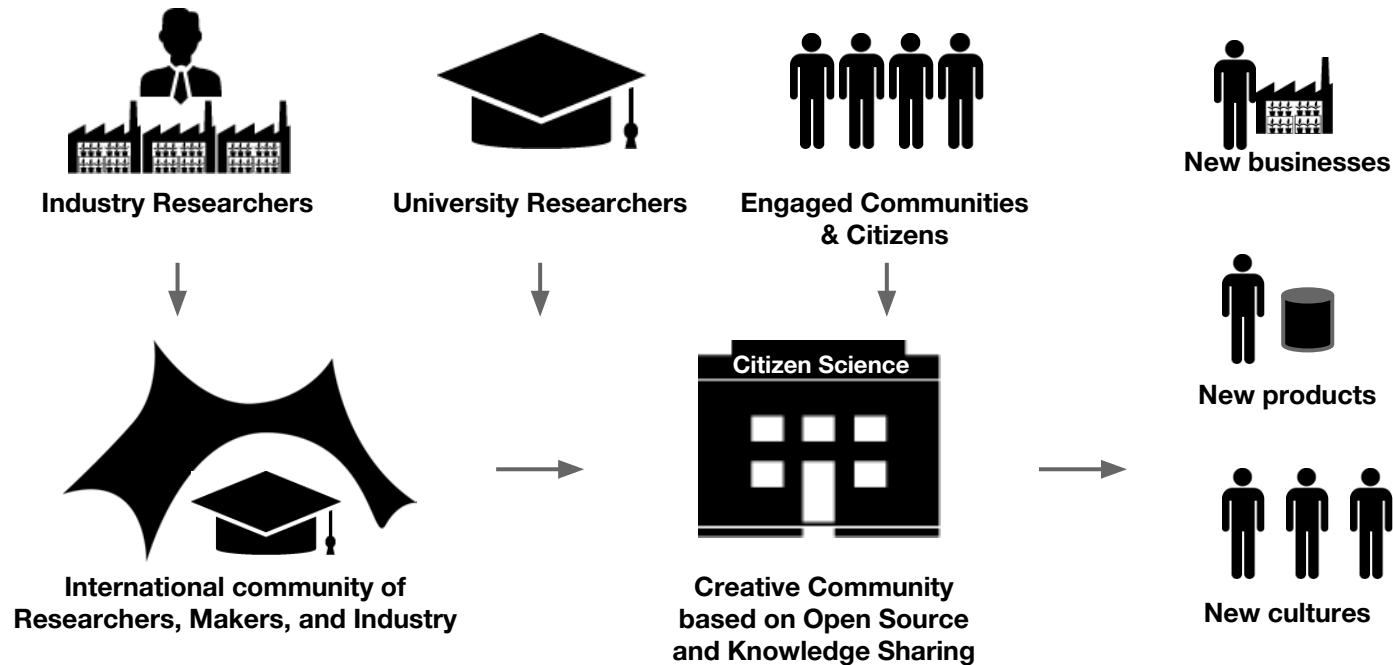 Industry Researchers
University Researchers
Engaged Communities
& Citizens
New businesses
New products
Citizen Science
International community of
Researchers, Makers, and Industry
Creative Community
based on Open Source
and Knowledge Sharing
New cultures